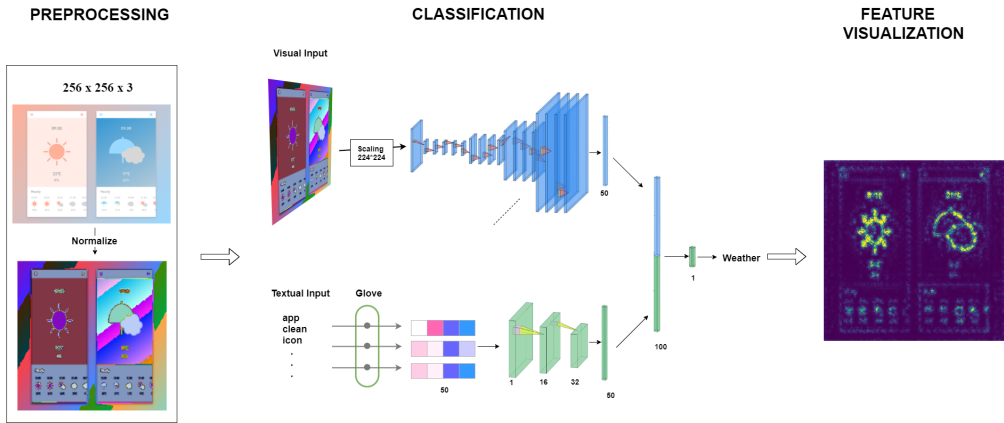 PREPROCESSING
CLASSIFICATION
FEATURE
VISUALIZATION
256 x 256 x 3
Normalize
Visual Input
Scaling
224*224
50
Textual Input
Glove
app
clean
icon
.
.
.
50
1
16
32
50
100
1
Weather